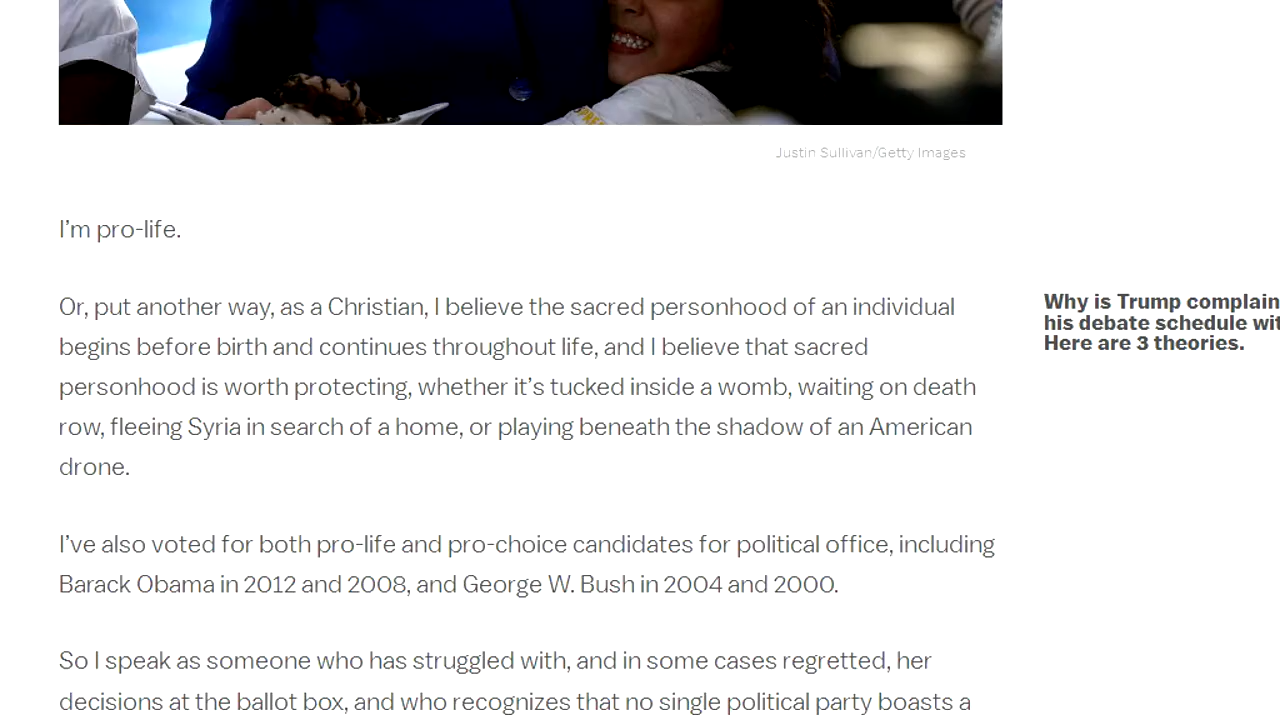 Justin Sullivan/Getty Images
I'm pro-life.
Or, put another way, as a Christian, I believe the sacred personhood of an individual
begins before birth and continues throughout life, and I believe that sacred
personhood is worth protecting, whether it's tucked inside a womb, waiting on death
row, fleeing Syria in search of a home, or playing beneath the shadow of an American
drone.
I've also voted for both pro-life and pro-choice candidates for political office, including
Barack Obama in 2012 and 2008, and George W. Bush in 2004 and 2000.
So I speak as someone who has struggled with, and in some cases regretted, her
decisions at the ballot box, and who recognizes that no single political party boasts a
Why is Trump complain
his debate schedule wit
Here are 3 theories.